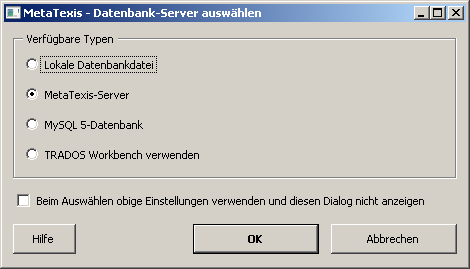 MetaTexis - Datenbank-Server auswählen
Verfügbare Typen
Lokale Datenbankdatei
MetaTexis-Server
MySQL 5-Datenbank
TRADOS Workbench verwenden
Beim Auswählen obige Einstellungen verwenden und diesen Dialog nicht anzeigen
Hilfe OK Abbrechen